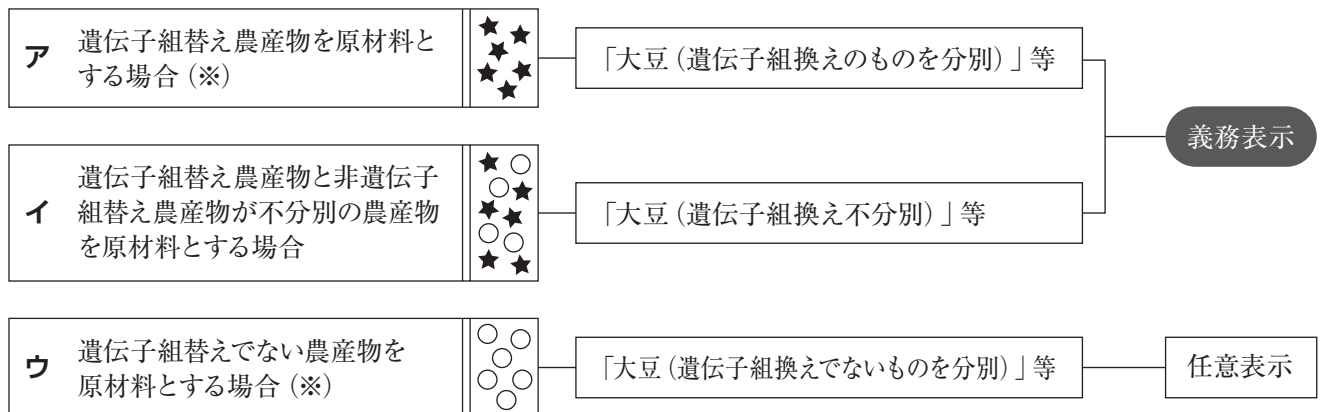 ア
遺伝子組替え農産物を原材料と
する場合（※）
「大豆（遺伝子組換えのものを分別）」等
義務表示
イ
遺伝子組替え農産物と非遺伝子
組替え農産物が不分別の農産物
を原材料とする場合
「大豆（遺伝子組換え不分別）」等
ウ
遺伝子組替えでない農産物を
原材料とする場合（※）
「大豆（遺伝子組換えでないものを分別）」等
任意表示